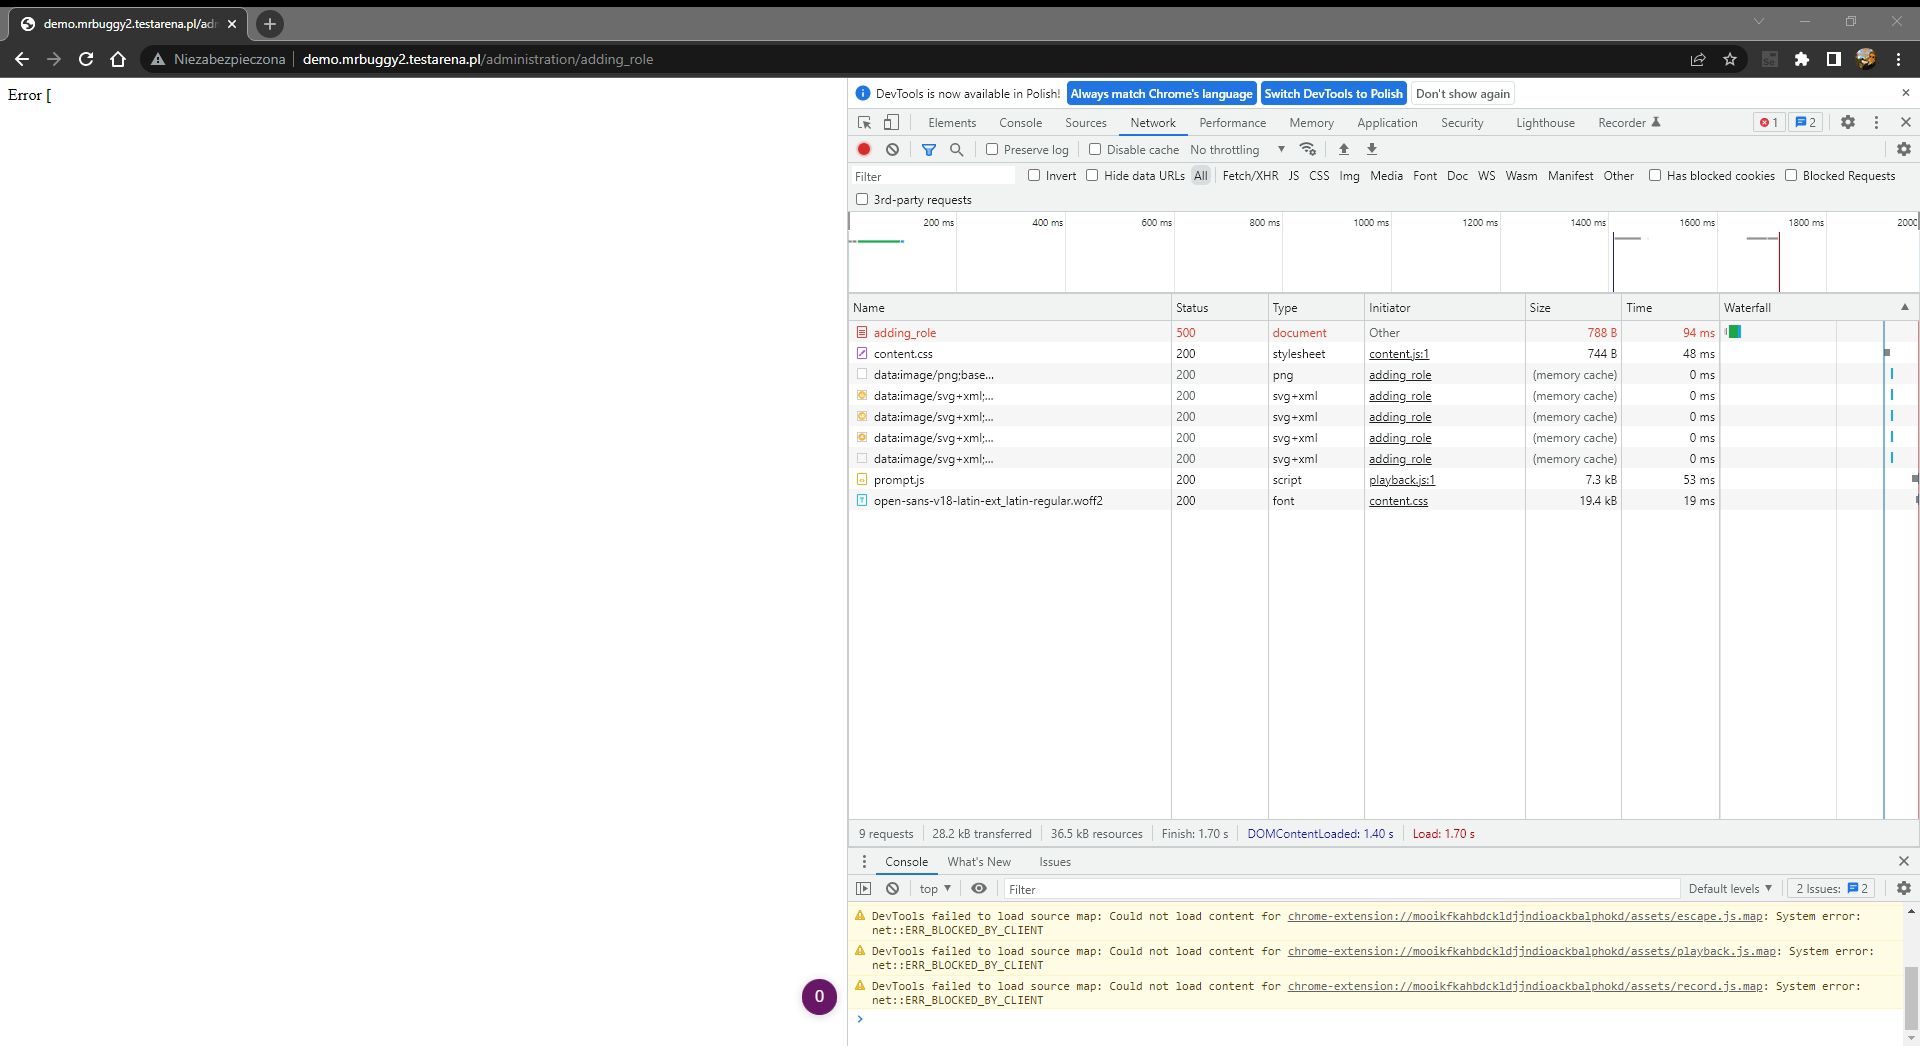 demo.mrbuggy2.testarena.pl/adr
Niezabezpieczona
demo.mrbuggy2.testarena.pl/administration/adding_role
Error [
DevTools is now available in Polish! Always match Chrome's language Switch DevTools to Polish Don't show again
Elements Console Sources Network Performance Memory Application Security Lighthouse Recorder 1 2
Preserve log Disable cache No throttling
Filter Invert Hide data URLs All Fetch/XHR JS CSS Img Media Font Doc WS Wasm Manifest Other Has blocked cookies Blocked Requests
3rd-party requests
200 ms 400 ms 600 ms 800 ms 1000 ms 1200 ms 1400 ms 1600 ms 1800 ms 2000
Name Status Type Initiator Size Time Waterfall
adding_role 500 document Other 788 B 94 ms
content.css 200 stylesheet content.js:1 744 B 48 ms
data:image/png;base... 200 png adding_role (memory cache) 0 ms
data:image/svg+xml;... 200 svg+xml adding_role (memory cache) 0 ms
data:image/svg+xml;... 200 svg+xml adding_role (memory cache) 0 ms
data:image/svg+xml;... 200 svg+xml adding_role (memory cache) 0 ms
data:image/svg+xml;... 200 svg+xml adding_role (memory cache) 0 ms
prompt.js 200 script playback.js:1 7.3 kB 53 ms
open-sans-v18-latin-ext_latin-regular.woff2 200 font content.css 19.4 kB 19 ms
9 requests 28.2 kB transferred 36.5 kB resources Finish: 1.70 s DOMContentLoaded: 1.40 s Load: 1.70 s
Console What's New Issues
top Filter Default levels 2 Issues: 2
DevTools failed to load source map: Could not load content for chrome-extension://mooikfkahbdckldjjndioackbalphokd/assets/escape.js.map: System error:
net::ERR_BLOCKED_BY_CLIENT
DevTools failed to load source map: Could not load content for chrome-extension://mooikfkahbdckldjjndioackbalphokd/assets/playback.js.map: System error:
net::ERR_BLOCKED_BY_CLIENT
DevTools failed to load source map: Could not load content for chrome-extension://mooikfkahbdckldjjndioackbalphokd/assets/record.js.map: System error:
net::ERR_BLOCKED_BY_CLIENT
0